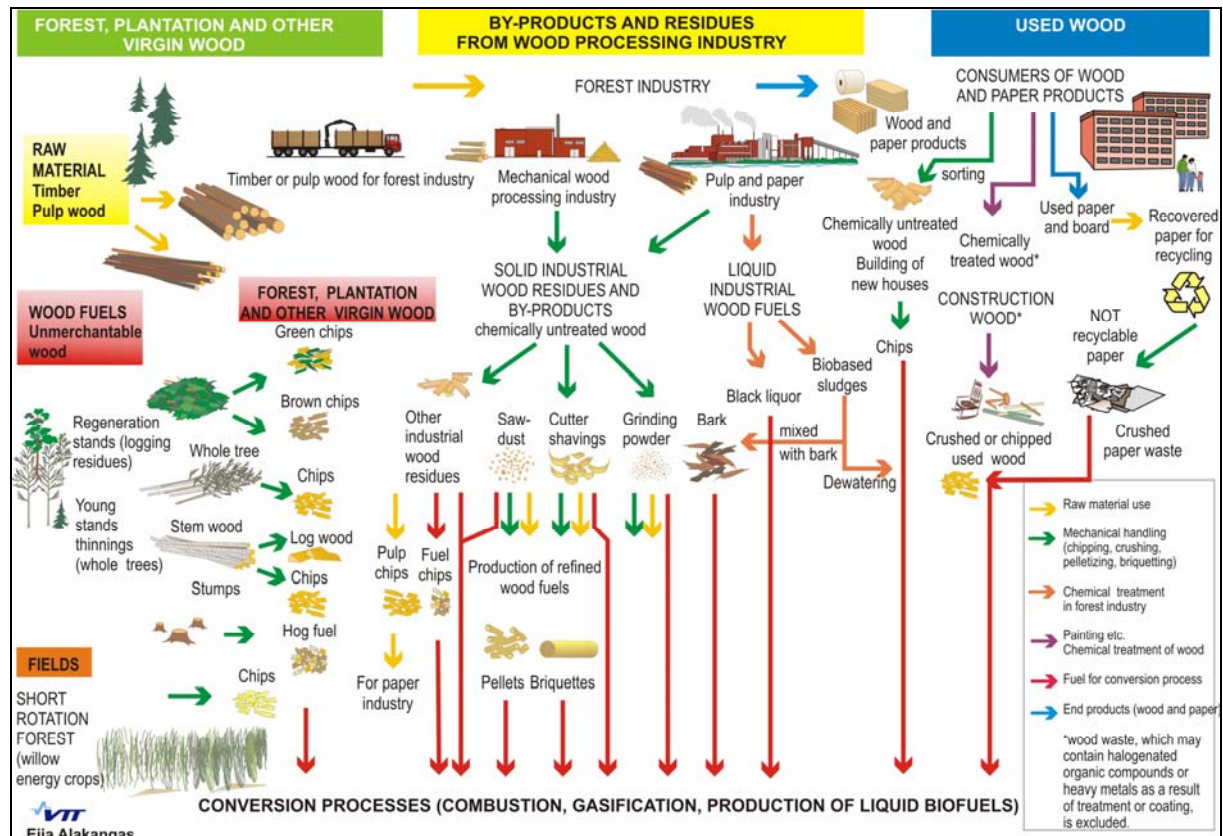 FOREST, PLANTATION AND OTHER
VIRGIN WOOD
BY-PRODUCTS AND RESIDUES
FROM WOOD PROCESSING INDUSTRY
USED WOOD
RAW
MATERIAL
Timber
Pulp wood
Timber or pulp wood for forest industry
FOREST INDUSTRY
Mechanical wood
processing industry
Pulp and paper
industry
Wood and
paper products
CONSUMERS OF WOOD
AND PAPER PRODUCTS
sorting
Chemically untreated
wood
Building of
new houses
Chemically
treated wood*
Used paper
and board
Recovered
paper for
recycling
WOOD FUELS
Unmerchantable
wood
FOREST, PLANTATION
AND OTHER VIRGIN WOOD
Green chips
Brown chips
Regeneration
stands (logging
residues)
Whole tree
Chips
Young
stands
thinnings
(whole trees)
Stem wood
Log wood
Chips
Stumps
Hog fuel
FIELDS
Chips
SHORT
ROTATION
FOREST
(willow
energy crops)
SOLID INDUSTRIAL
WOOD RESIDUES AND
BY-PRODUCTS
chemically untreated wood
LIQUID
INDUSTRIAL
WOOD FUELS
Other
industrial
wood
residues
Saw-
dust
Cutter
shavings
Grinding
powder
Bark
Black liquor
Biobased
sludges
mixed
with bark
Dewatering
Pulp
chips
Fuel
chips
Production of refined
wood fuels
For paper
industry
Pellets
Briquettes
Chips
CONSTRUCTION
WOOD*
NOT
recyclable
paper
Crushed or chipped
used wood
Crushed
paper waste
Raw material use
Mechanical handling
(chipping, crushing,
pelletizing, briquetting)
Chemical treatment
in forest industry
Painting etc.
Chemical treatment of wood
Fuel for conversion process
End products (wood and paper)
*wood waste, which may
contain halogenated
organic compounds or
heavy metals as a result
of treatment or coating,
is excluded.
CONVERSION PROCESSES (COMBUSTION, GASIFICATION, PRODUCTION OF LIQUID BIOFUELS)
VTT
Eija Alakangas